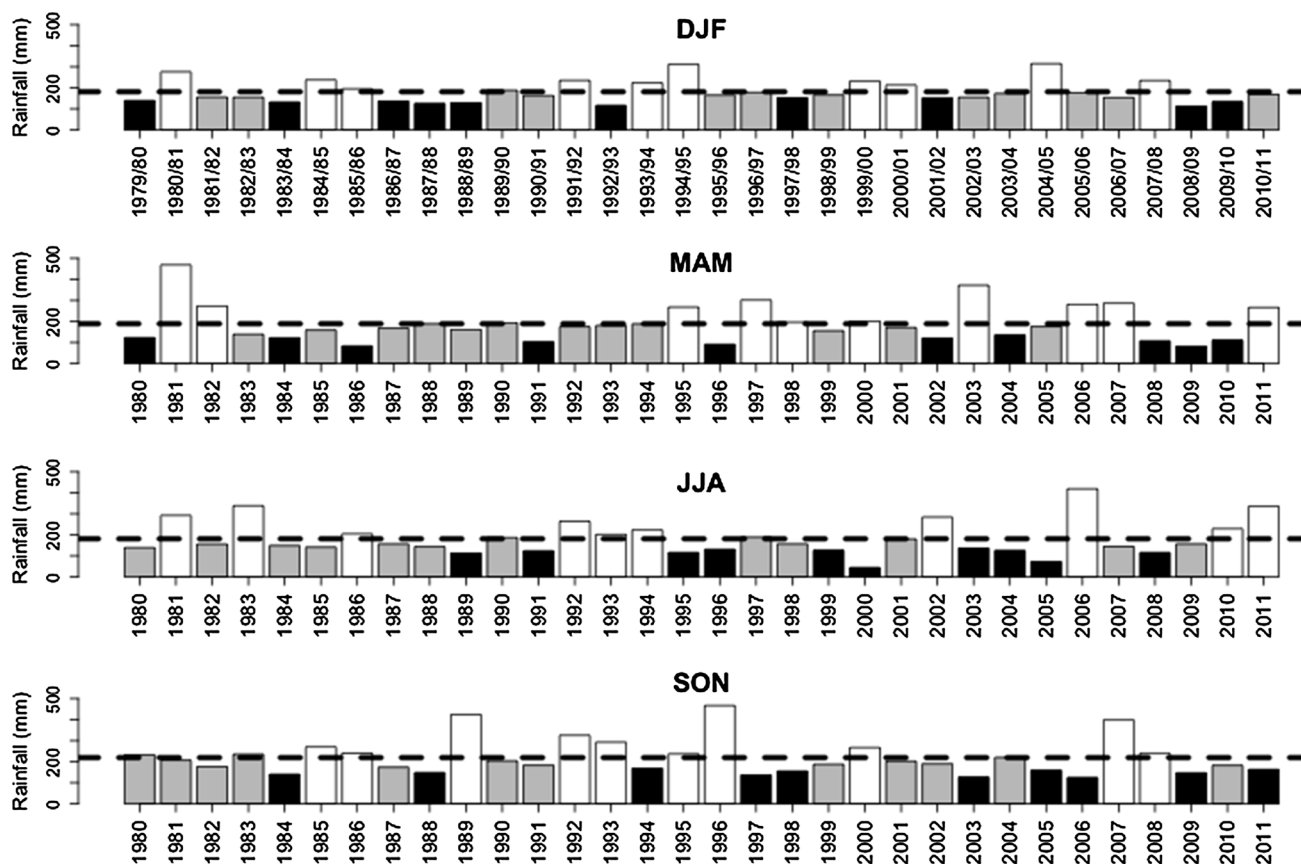 DJF
Rainfall (mm)
0 200 500
1979/80 1980/81 1981/82 1982/83 1983/84 1984/85 1985/86 1986/87 1987/88 1988/89 1989/90 1990/91 1991/92 1992/93 1993/94 1994/95 1995/96 1996/97 1997/98 1998/99 1999/00 2000/01 2001/02 2002/03 2003/04 2004/05 2005/06 2006/07 2007/08 2008/09 2009/10 2010/11
MAM
Rainfall (mm)
0 200 500
1980 1981 1982 1983 1984 1985 1986 1987 1988 1989 1990 1991 1992 1993 1994 1995 1996 1997 1998 1999 2000 2001 2002 2003 2004 2005 2006 2007 2008 2009 2010 2011
JJA
Rainfall (mm)
0 200 500
1980 1981 1982 1983 1984 1985 1986 1987 1988 1989 1990 1991 1992 1993 1994 1995 1996 1997 1998 1999 2000 2001 2002 2003 2004 2005 2006 2007 2008 2009 2010 2011
SON
Rainfall (mm)
0 200 500
1980 1981 1982 1983 1984 1985 1986 1987 1988 1989 1990 1991 1992 1993 1994 1995 1996 1997 1998 1999 2000 2001 2002 2003 2004 2005 2006 2007 2008 2009 2010 2011